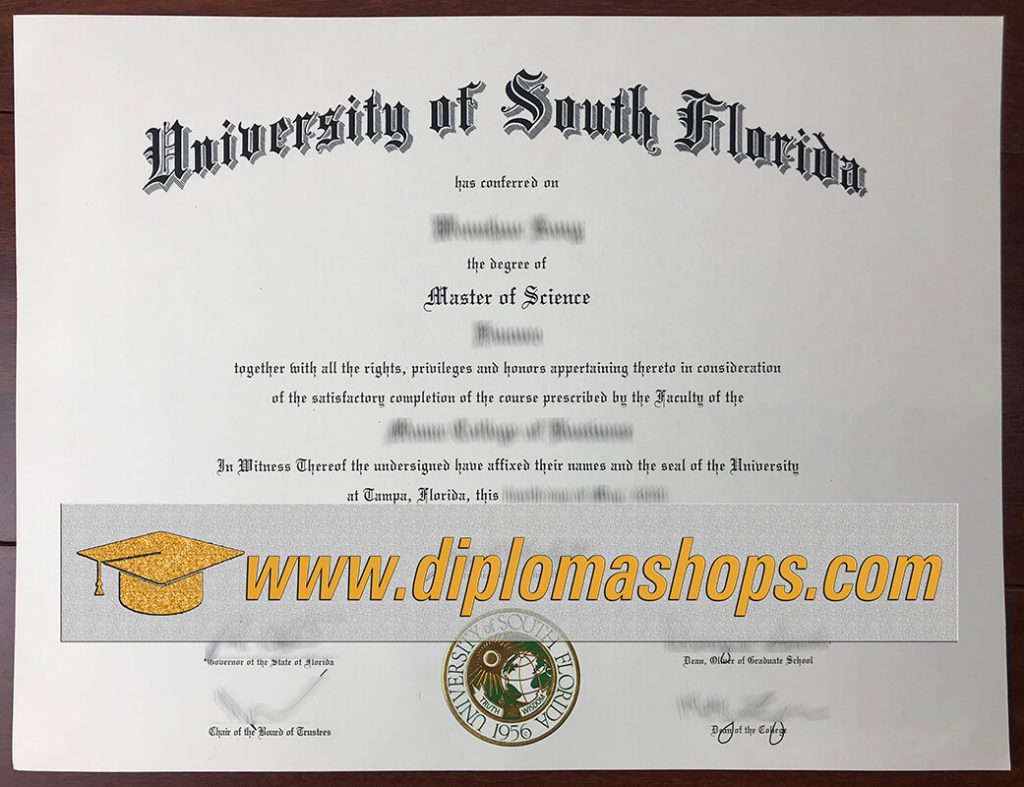 University of South Florida
has conferred on
the degree of
Master of Science
together with all the rights, privileges and honors appertaining thereto in consideration
of the satisfactory completion of the course prescribed by the Faculty of the
In Witness Thereof the undersigned have affixed their names and the seal of the University
at Tampa, Florida, this
www.diplomashops.com
Governor of the State of Florida
Dean, of Graduate School
Chair of the Board of Trustees
Dean of the College
UNIVERSITY of SOUTH FLORIDA
TRUTH WISDOM
1956